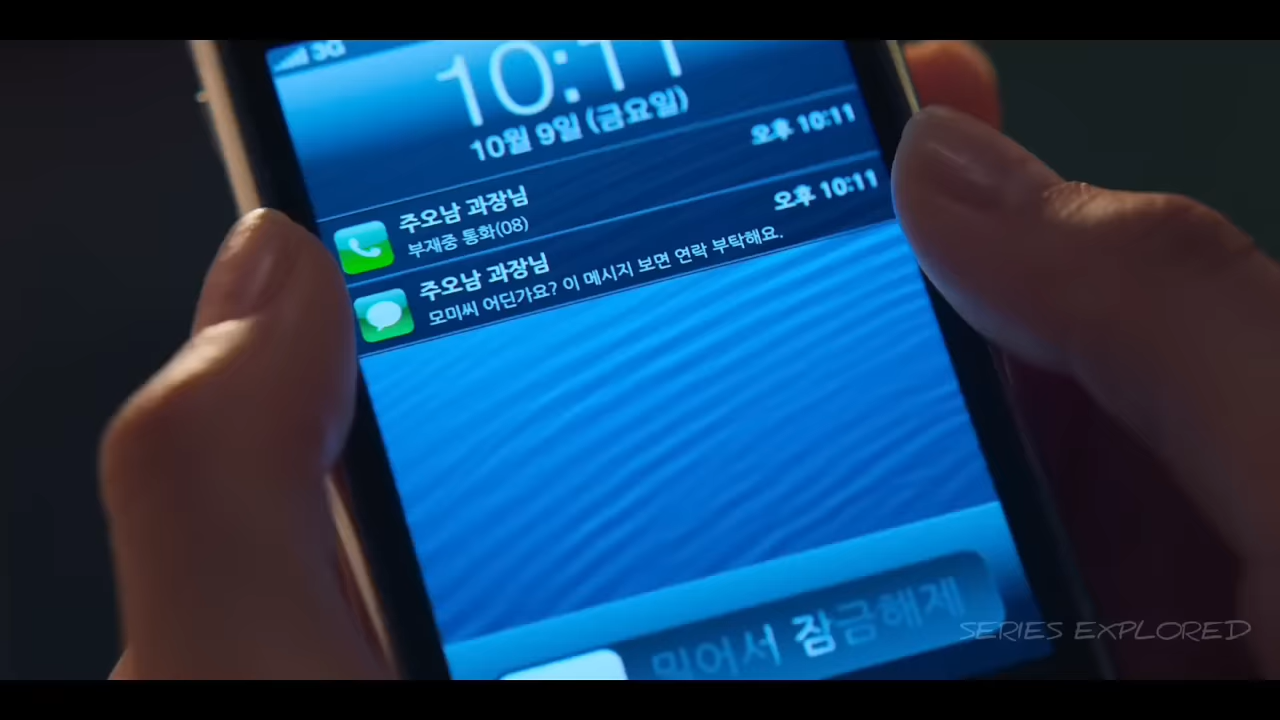 3G
10:11
10월 9일 (금요일)
주오남 과장님 오후 10:11
부재중 통화(08)
주오남 과장님 오후 10:11
모미씨 어딘가요? 이 메시지 보면 연락 부탁해요.
밀어서 잠금해제
SERIES EXPLORED